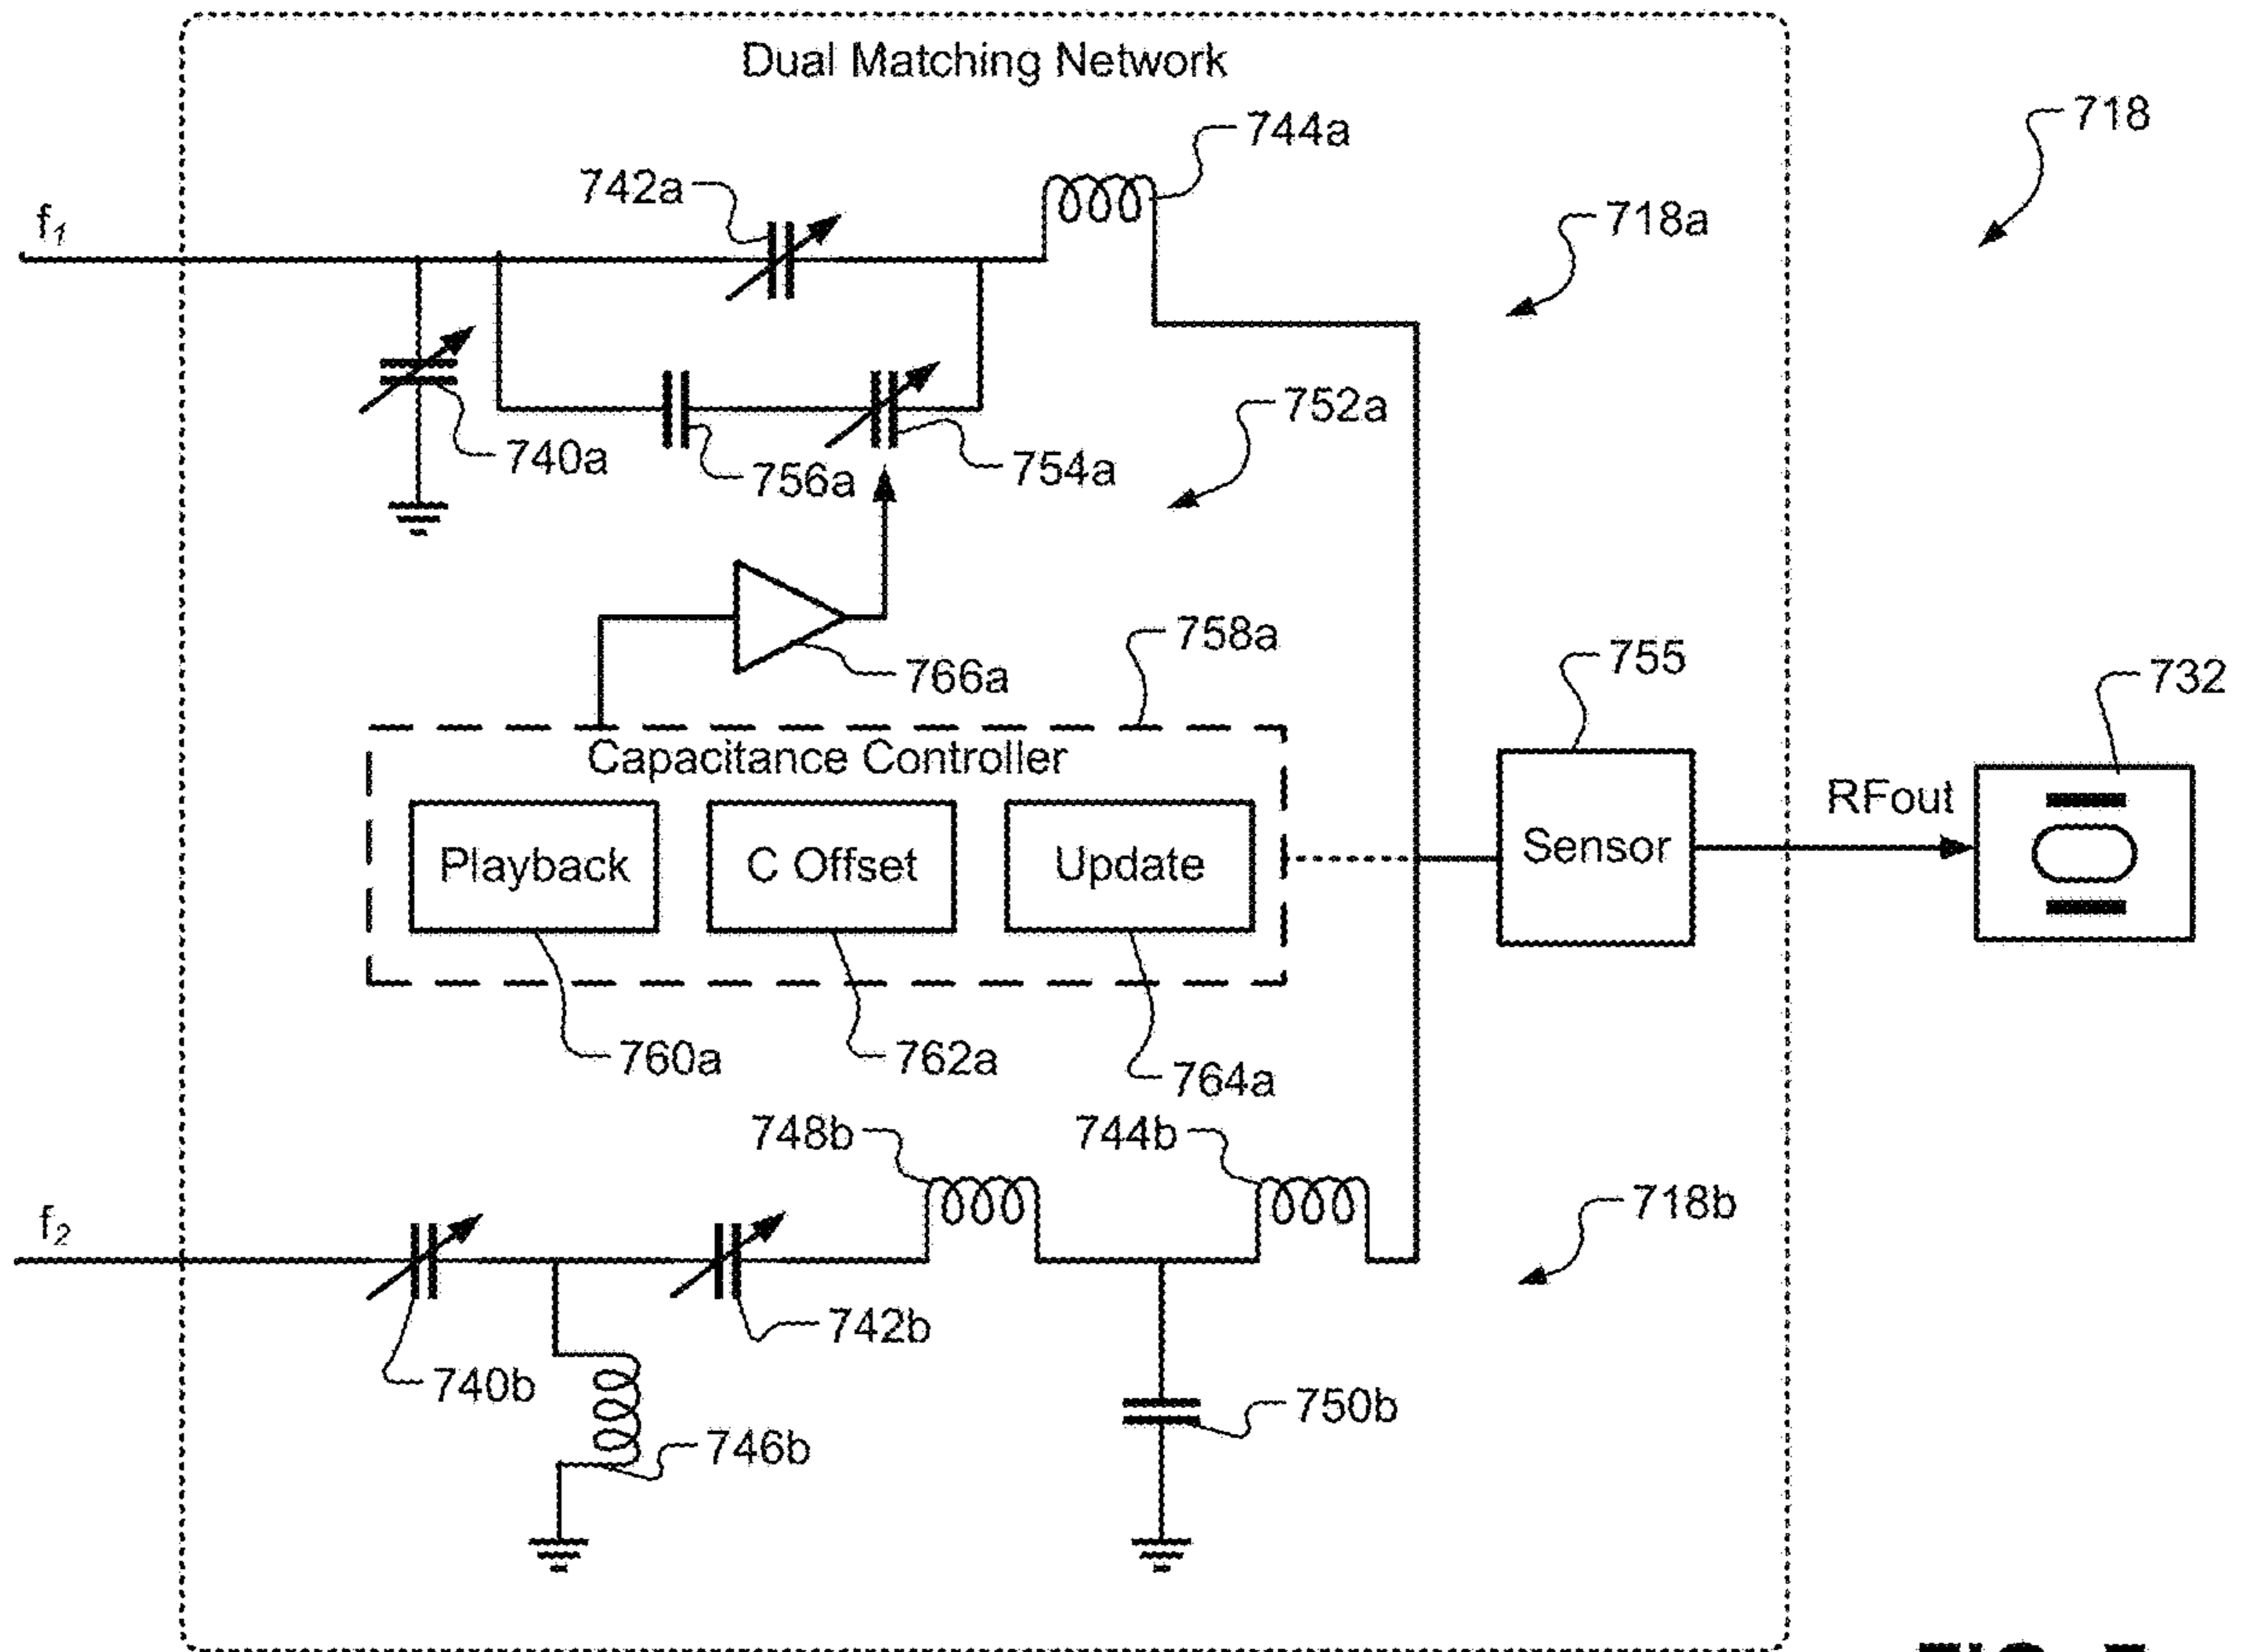 Dual Matching Network
718
744a
742a
718a
f1
752a
740a
756a
754a
758a
766a
755
732
Capacitance Controller
RFout
Playback
C Offset
Update
Sensor
760a
762a
764a
748b
744b
718b
f2
742b
740b
750b
746b